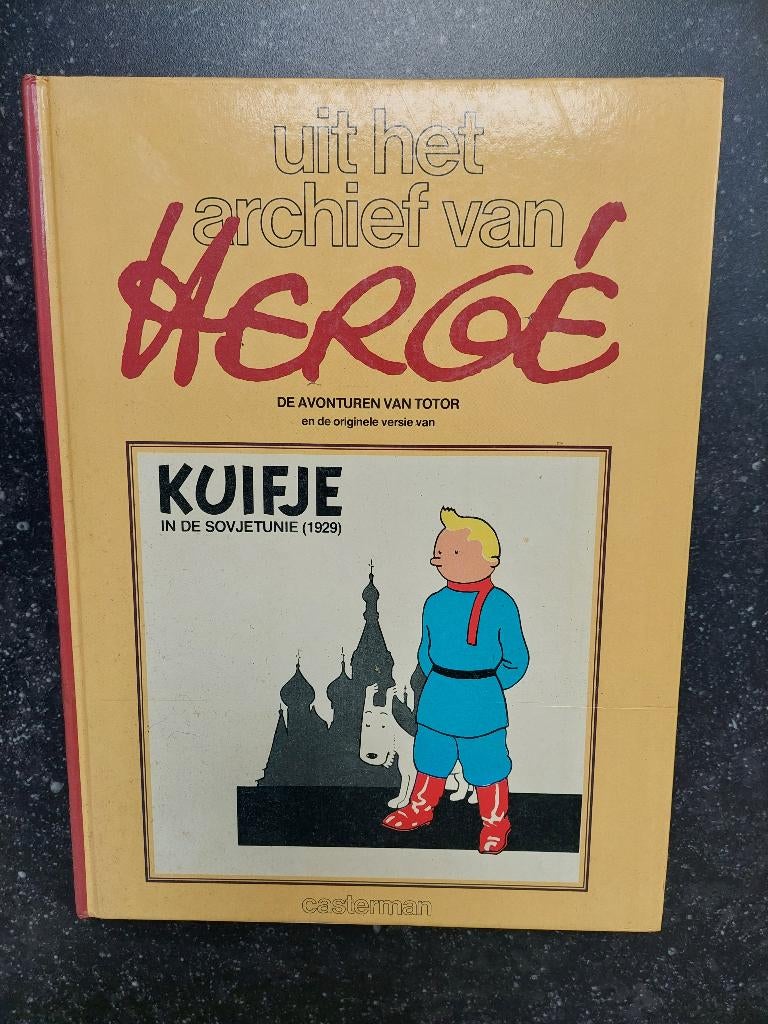 uit het
archief van
HERGÉ
DE AVONTUREN VAN TOTOR
en de originele versie van
KUIFJE
IN DE SOVJETUNIE (1929)
casterman